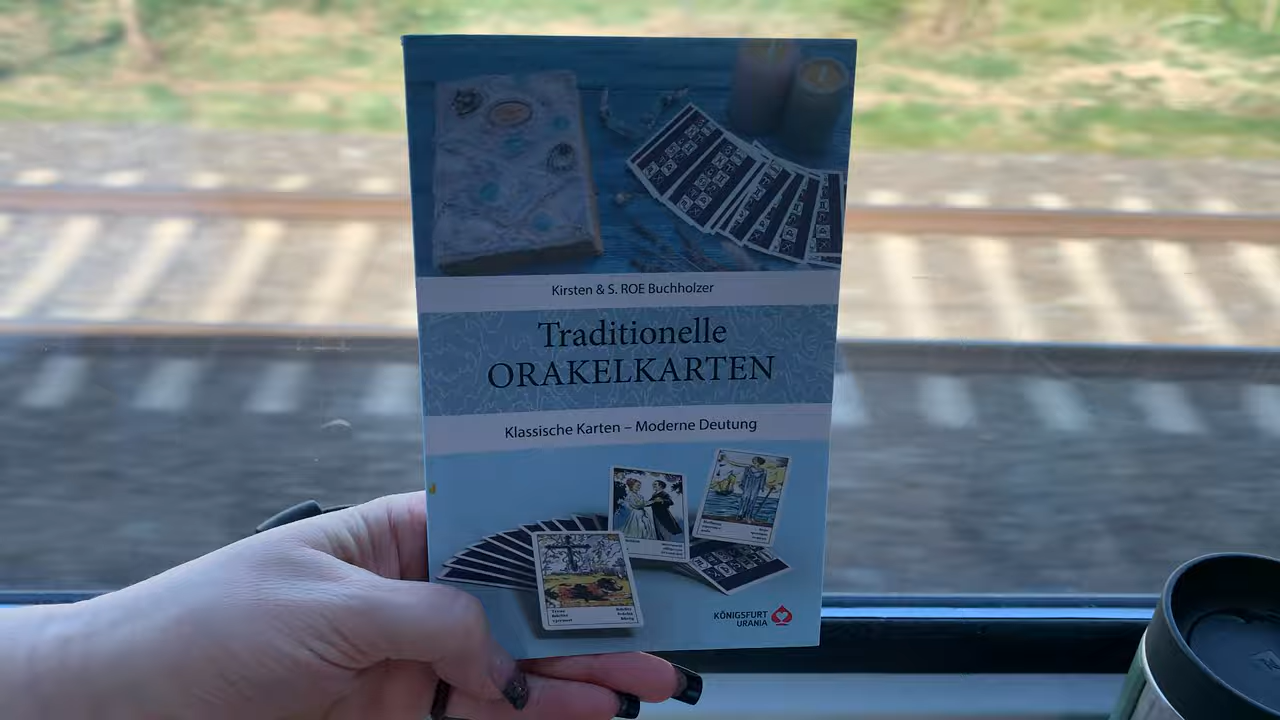 Kirsten & S. ROE Buchholzer
Traditionelle
ORAKELKARTEN
Klassische Karten – Moderne Deutung
KÖNIGSFURT
URANIA